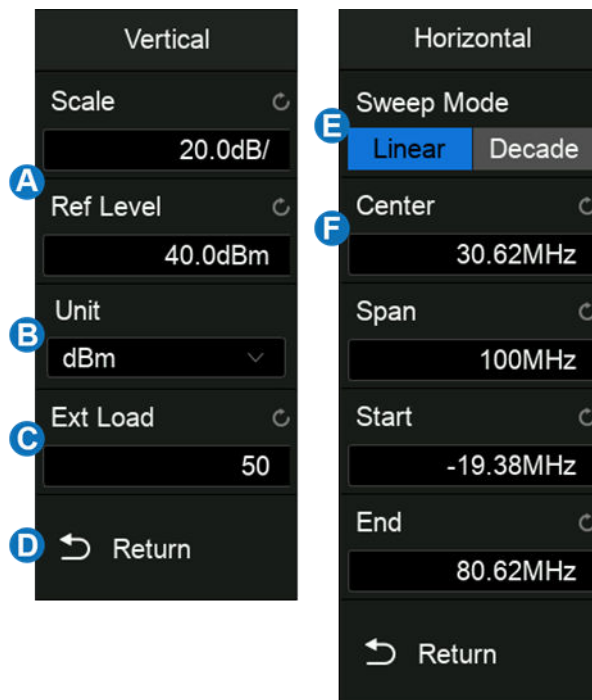 Vertical
Scale
20.0dB/
A
Ref Level
40.0dBm
Unit
B
dBm
Ext Load
C
50
D Return
Horizontal
Sweep Mode
E
Linear Decade
Center
F
30.62MHz
Span
100MHz
Start
-19.38MHz
End
80.62MHz
Return